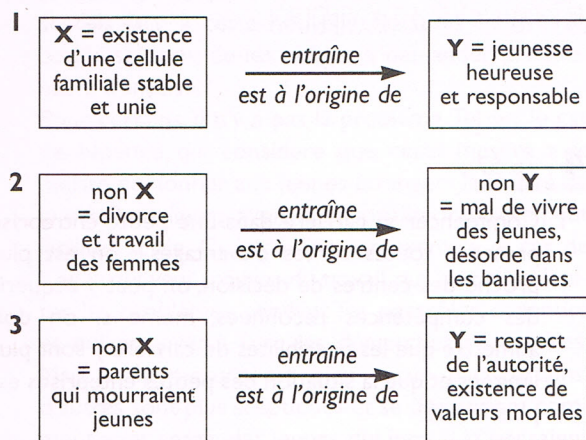 1
X = existence
d'une cellule
familiale stable
et unie
entraîne
est à l'origine de
Y = jeunesse
heureuse
et responsable
2
non X
= divorce
et travail
des femmes
entraîne
est à l'origine de
non Y
= mal de vivre
des jeunes,
désorde dans
les banlieues
3
non X
= parents
qui mourraient
jeunes
entraîne
est à l'origine de
Y = respect
de l'autorité,
existence de
valeurs morales